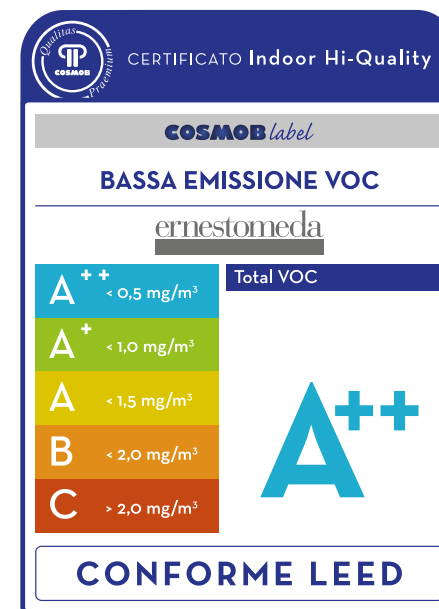 Qualitas
COSMOB
Praeminum
CERTIFICATO Indoor Hi-Quality
COSMOB label
BASSA EMISSIONE VOC
ernestomeda
A++ < 0,5 mg/m³
A+ < 1,0 mg/m³
A < 1,5 mg/m³
B < 2,0 mg/m³
C > 2,0 mg/m³
Total VOC
A++
CONFORME LEED